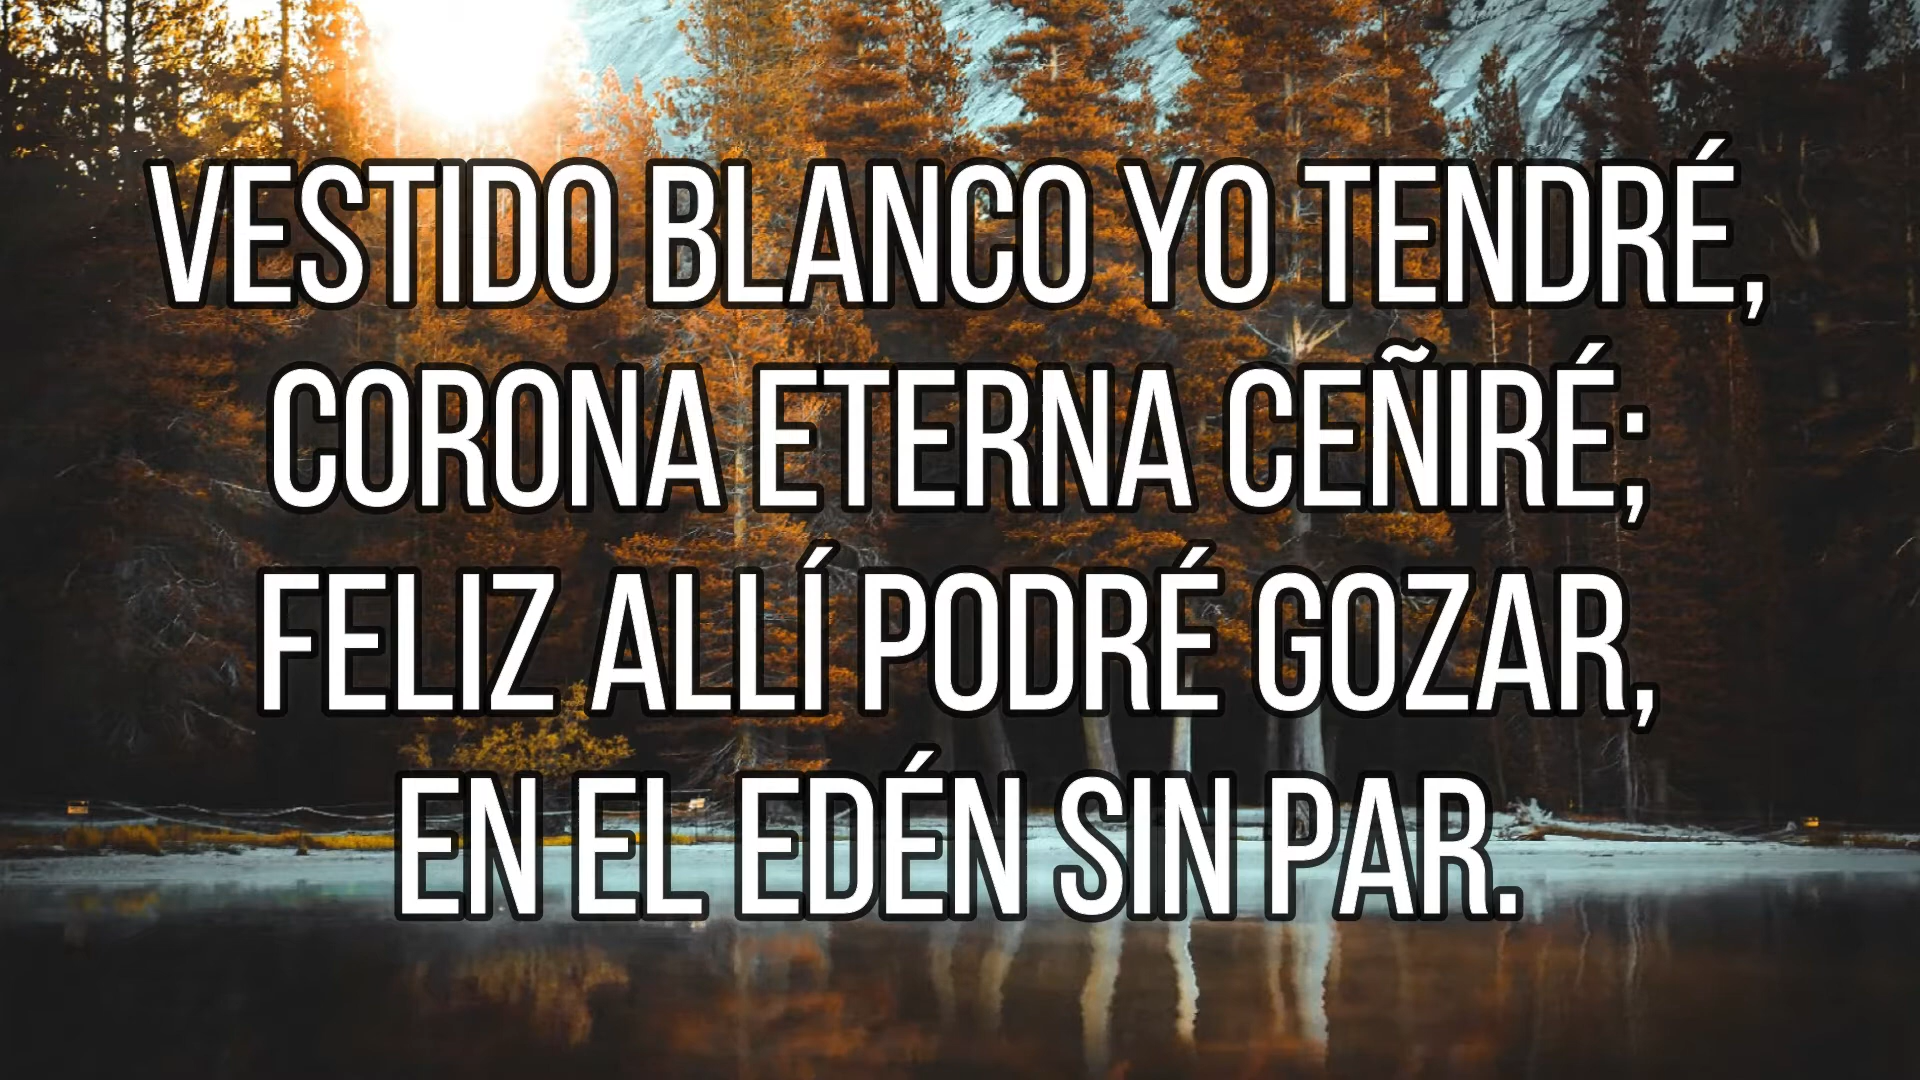 VESTIDO BLANCO YO TENDRÉ,
CORONA ETERNA CEÑIRÉ;
FELIZ ALLÍ PODRÉ GOZAR,
EN EL EDÉN SIN PAR.